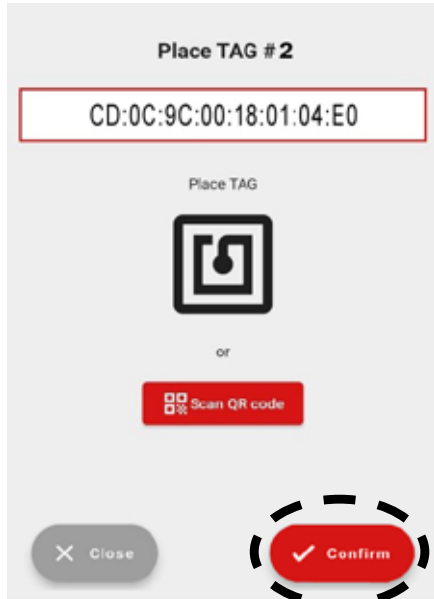 Place TAG # 2
CD:0C:9C:00:18:01:04:E0
Place TAG
or
Scan QR code
Close
Confirm